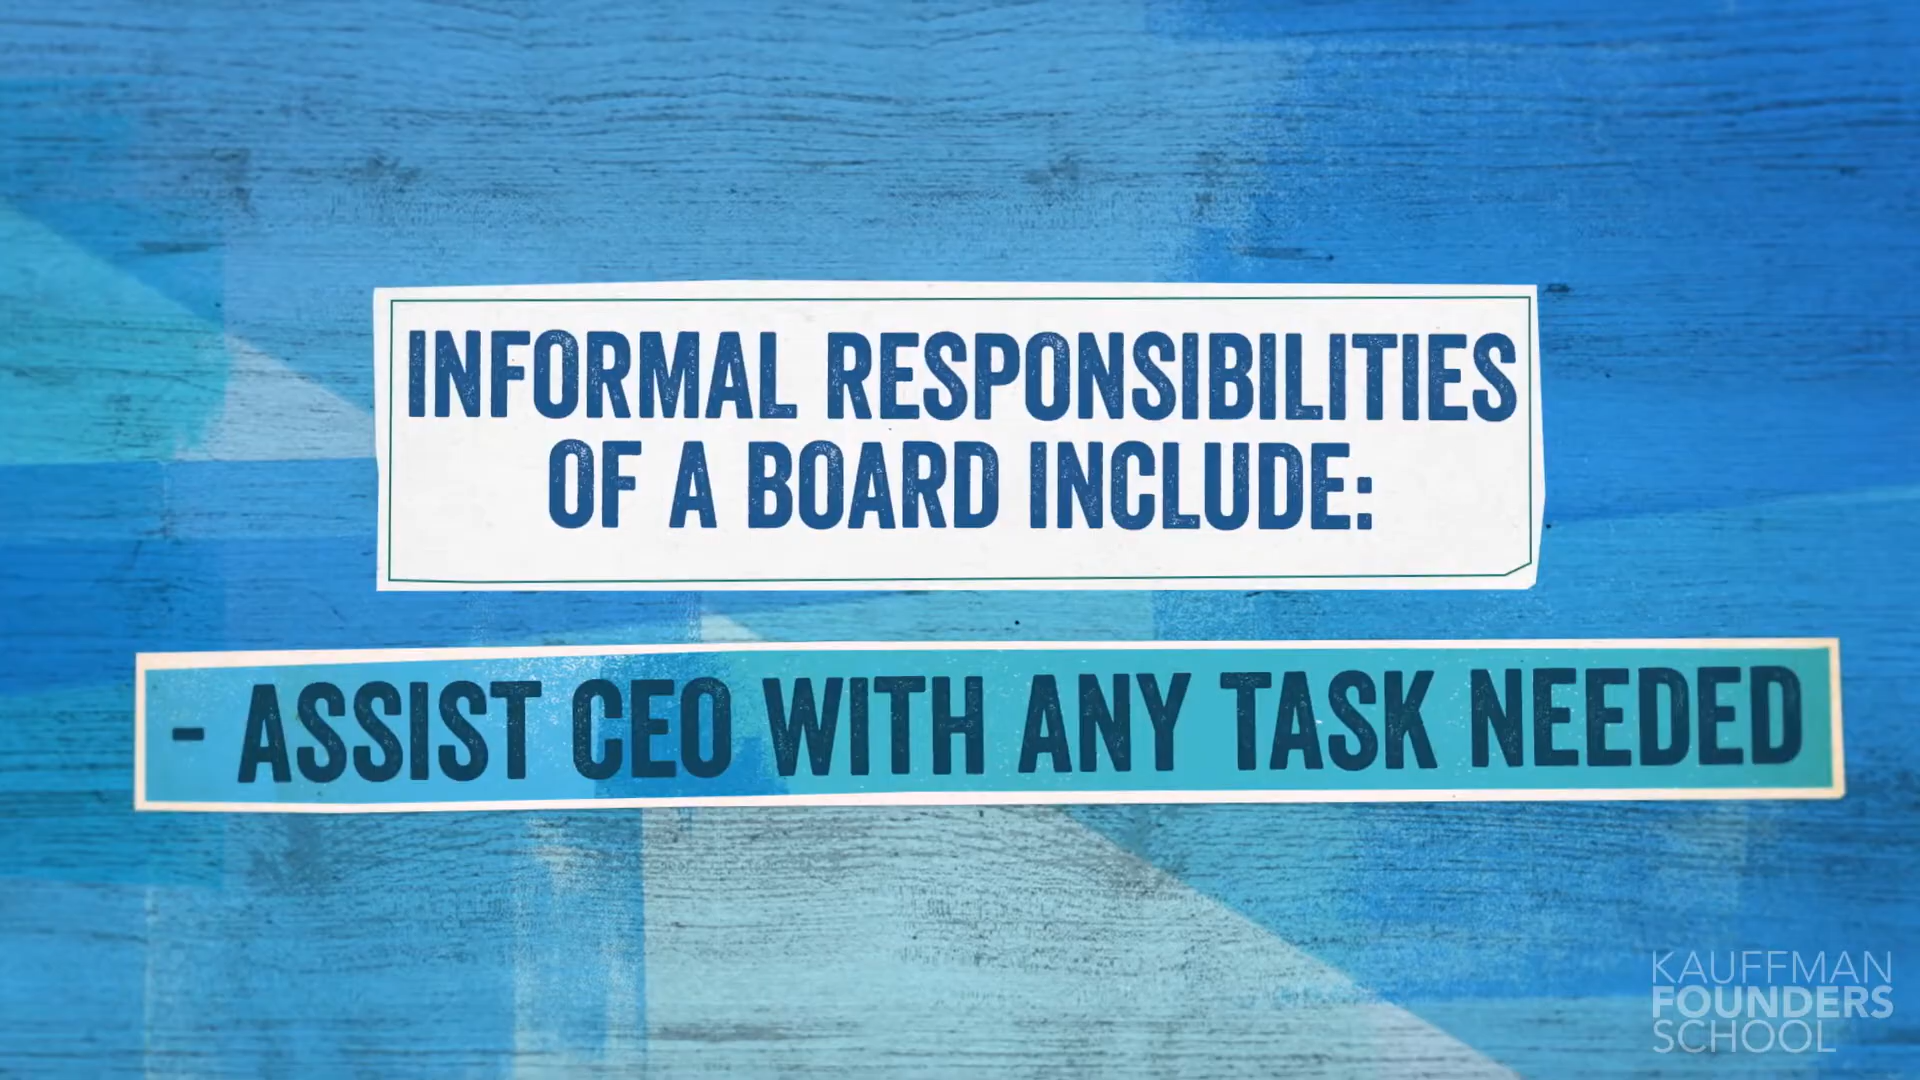 INFORMAL RESPONSIBILITIES
OF A BOARD INCLUDE:
- ASSIST CEO WITH ANY TASK NEEDED
KAUFFMAN
FOUNDERS
SCHOOL